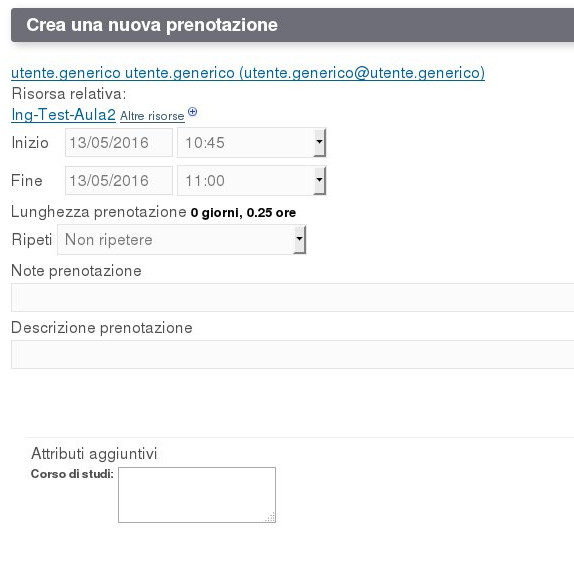 Crea una nuova prenotazione
utente.generico utente.generico (utente.generico@utente.generico)
Risorsa relativa:
Ing-Test-Aula2 Altre risorse
Inizio 13/05/2016 10:45
Fine 13/05/2016 11:00
Lunghezza prenotazione 0 giorni, 0.25 ore
Ripeti Non ripetere
Note prenotazione
Descrizione prenotazione
Attributi aggiuntivi
Corso di studi: